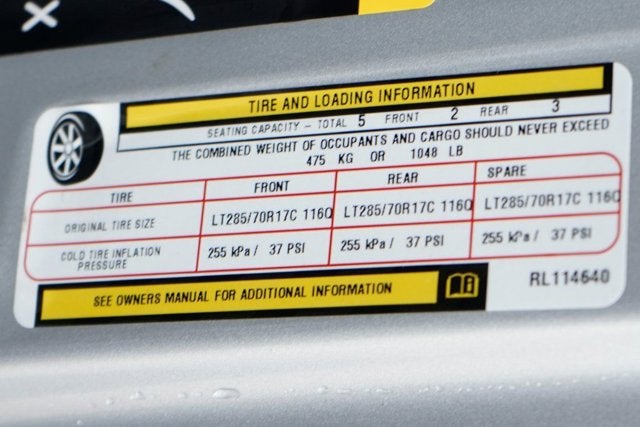 TIRE AND LOADING INFORMATION
SEATING CAPACITY – TOTAL 5 FRONT 2 REAR 3
THE COMBINED WEIGHT OF OCCUPANTS AND CARGO SHOULD NEVER EXCEED
475 KG OR 1048 LB
TIRE FRONT REAR SPARE
ORIGINAL TIRE SIZE LT285/70R17C 116Q LT285/70R17C 116Q LT285/70R17C 116Q
COLD TIRE INFLATION PRESSURE 255 kPa / 37 PSI 255 kPa / 37 PSI 255 kPa / 37 PSI
SEE OWNERS MANUAL FOR ADDITIONAL INFORMATION
RL114640